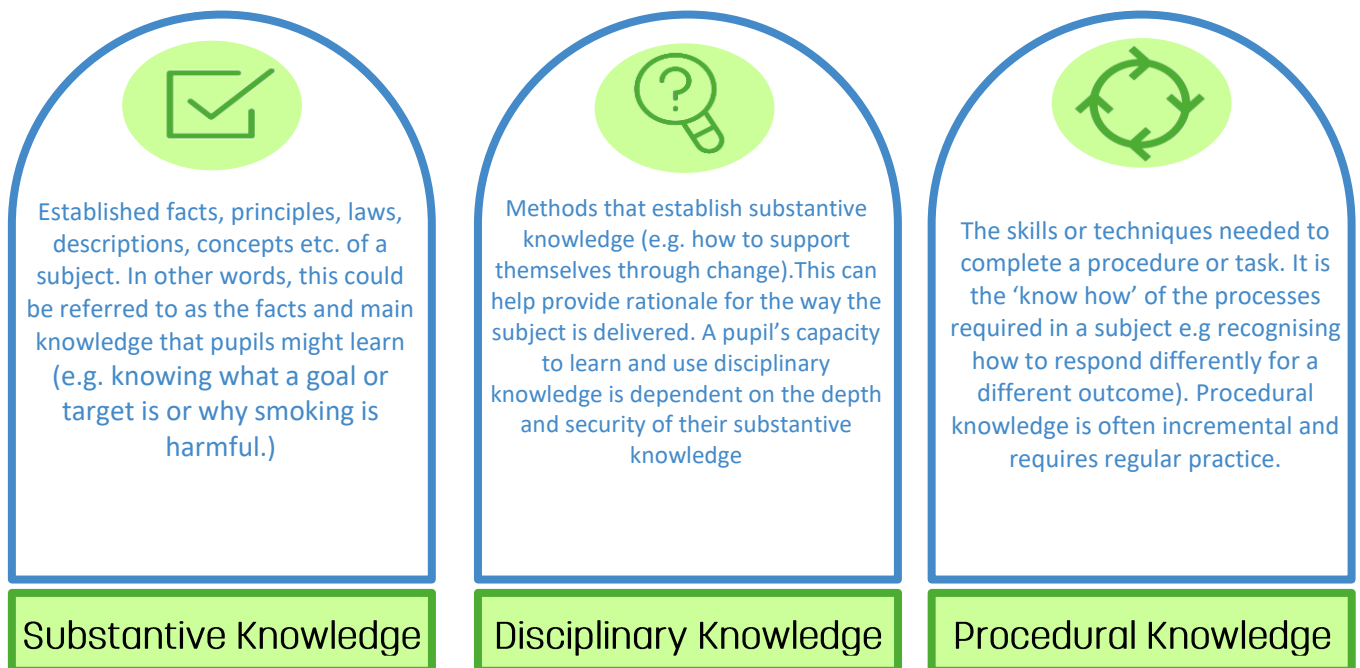 Established facts, principles, laws,
descriptions, concepts etc. of a
subject. In other words, this could
be referred to as the facts and main
knowledge that pupils might learn
(e.g. knowing what a goal or
target is or why smoking is
harmful.)
Substantive Knowledge
Methods that establish substantive
knowledge (e.g. how to support
themselves through change).This can
help provide rationale for the way the
subject is delivered. A pupil’s capacity
to learn and use disciplinary
knowledge is dependent on the depth
and security of their substantive
knowledge
Disciplinary Knowledge
The skills or techniques needed to
complete a procedure or task. It is
the ‘know how’ of the processes
required in a subject e.g recognising
how to respond differently for a
different outcome). Procedural
knowledge is often incremental and
requires regular practice.
Procedural Knowledge